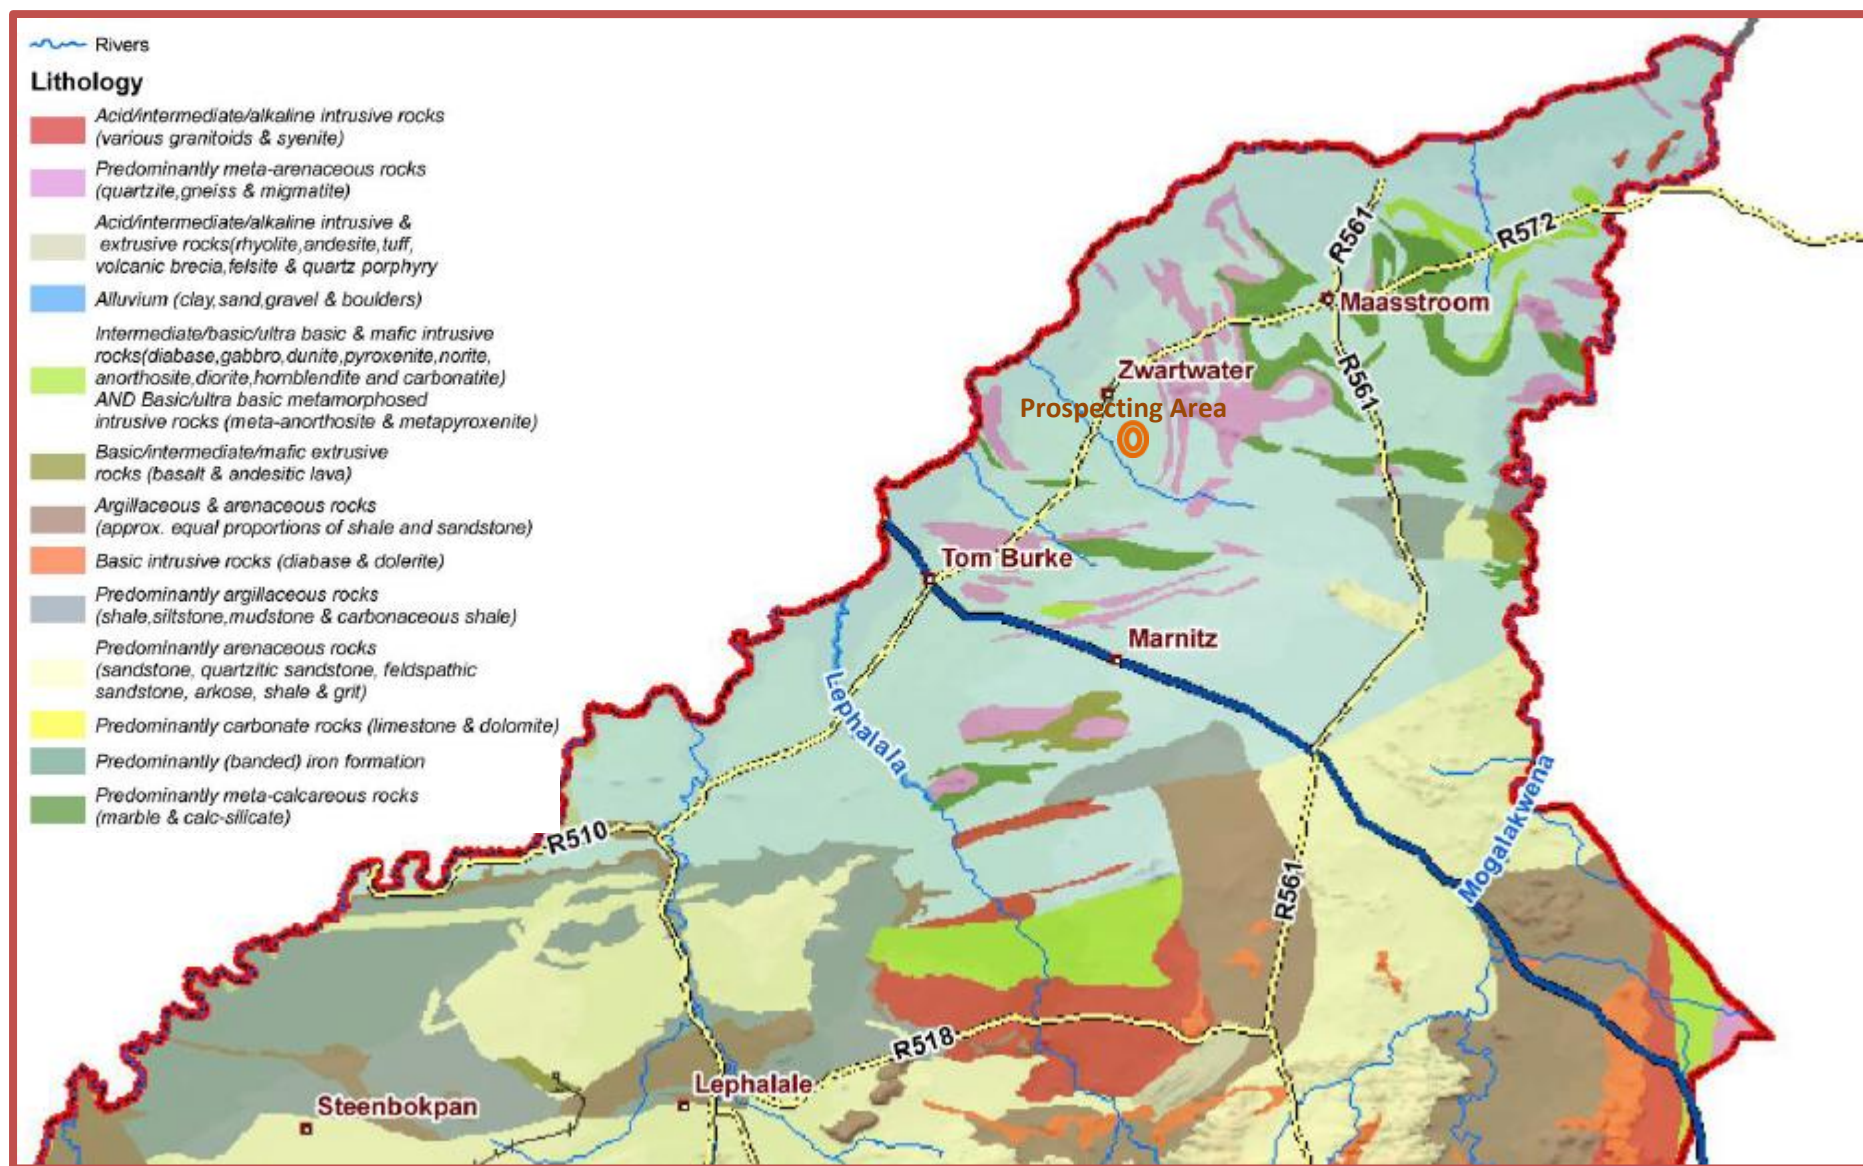 Rivers
Lithology
Acid/intermediate/alkaline intrusive rocks
(various granitoids & syenite)
Predominantly meta-arenaceous rocks
(quartzite,gneiss & migmatite)
Acid/intermediate/alkaline intrusive &
extrusive rocks(rhyolite,andesite,tuff,
volcanic brecia,felsite & quartz porphyry
Alluvium (clay,sand,gravel & boulders)
Intermediate/basic/ultra basic & mafic intrusive
rocks(diabase,gabbro,dunite,pyroxenite,norite,
anorthosite,diorite,hornblendite and carbonatite)
AND Basic/ultra basic metamorphosed
intrusive rocks (meta-anorthosite & metapyroxenite)
Basic/intermediate/mafic extrusive
rocks (basalt & andesitic lava)
Argillaceous & arenaceous rocks
(approx. equal proportions of shale and sandstone)
Basic intrusive rocks (diabase & dolerite)
Predominantly argillaceous rocks
(shale,siltstone,mudstone & carbonaceous shale)
Predominantly arenaceous rocks
(sandstone, quartzitic sandstone, feldspathic
sandstone, arkose, shale & grit)
Predominantly carbonate rocks (limestone & dolomite)
Predominantly (banded) iron formation
Predominantly meta-calcareous rocks
(marble & calc-silicate)
R561
R572
Maasstroom
Zwartwater
R561
Prospecting Area
Tom Burke
Marnitz
Lephalala
Mogalakwena
R510
R561
R518
Lephalale
Steenbokpan